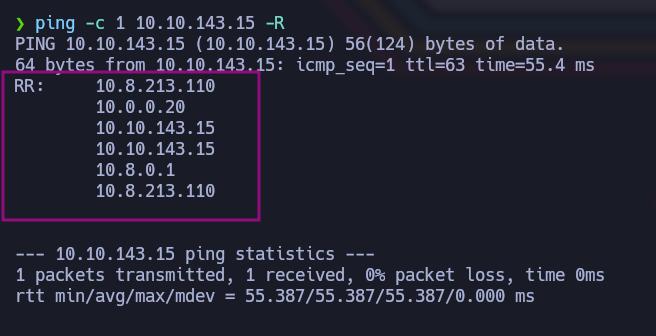 ❯ ping -c 1 10.10.143.15 -R
PING 10.10.143.15 (10.10.143.15) 56(124) bytes of data.
64 bytes from 10.10.143.15: icmp_seq=1 ttl=63 time=55.4 ms
RR:     10.8.213.110
        10.0.0.20
        10.10.143.15
        10.10.143.15
        10.8.0.1
        10.8.213.110
--- 10.10.143.15 ping statistics ---
1 packets transmitted, 1 received, 0% packet loss, time 0ms
rtt min/avg/max/mdev = 55.387/55.387/55.387/0.000 ms